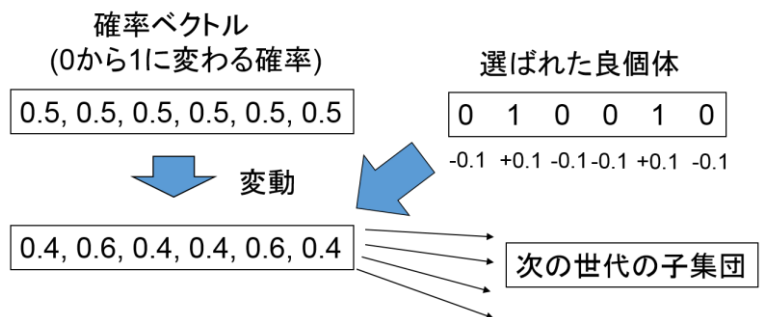 確率ベクトル
(0から1に変わる確率)
0.5, 0.5, 0.5, 0.5, 0.5, 0.5
選ばれた良個体
0 1 0 0 1 0
-0.1 +0.1 -0.1 -0.1 +0.1 -0.1
変動
0.4, 0.6, 0.4, 0.4, 0.6, 0.4
次の世代の子集団